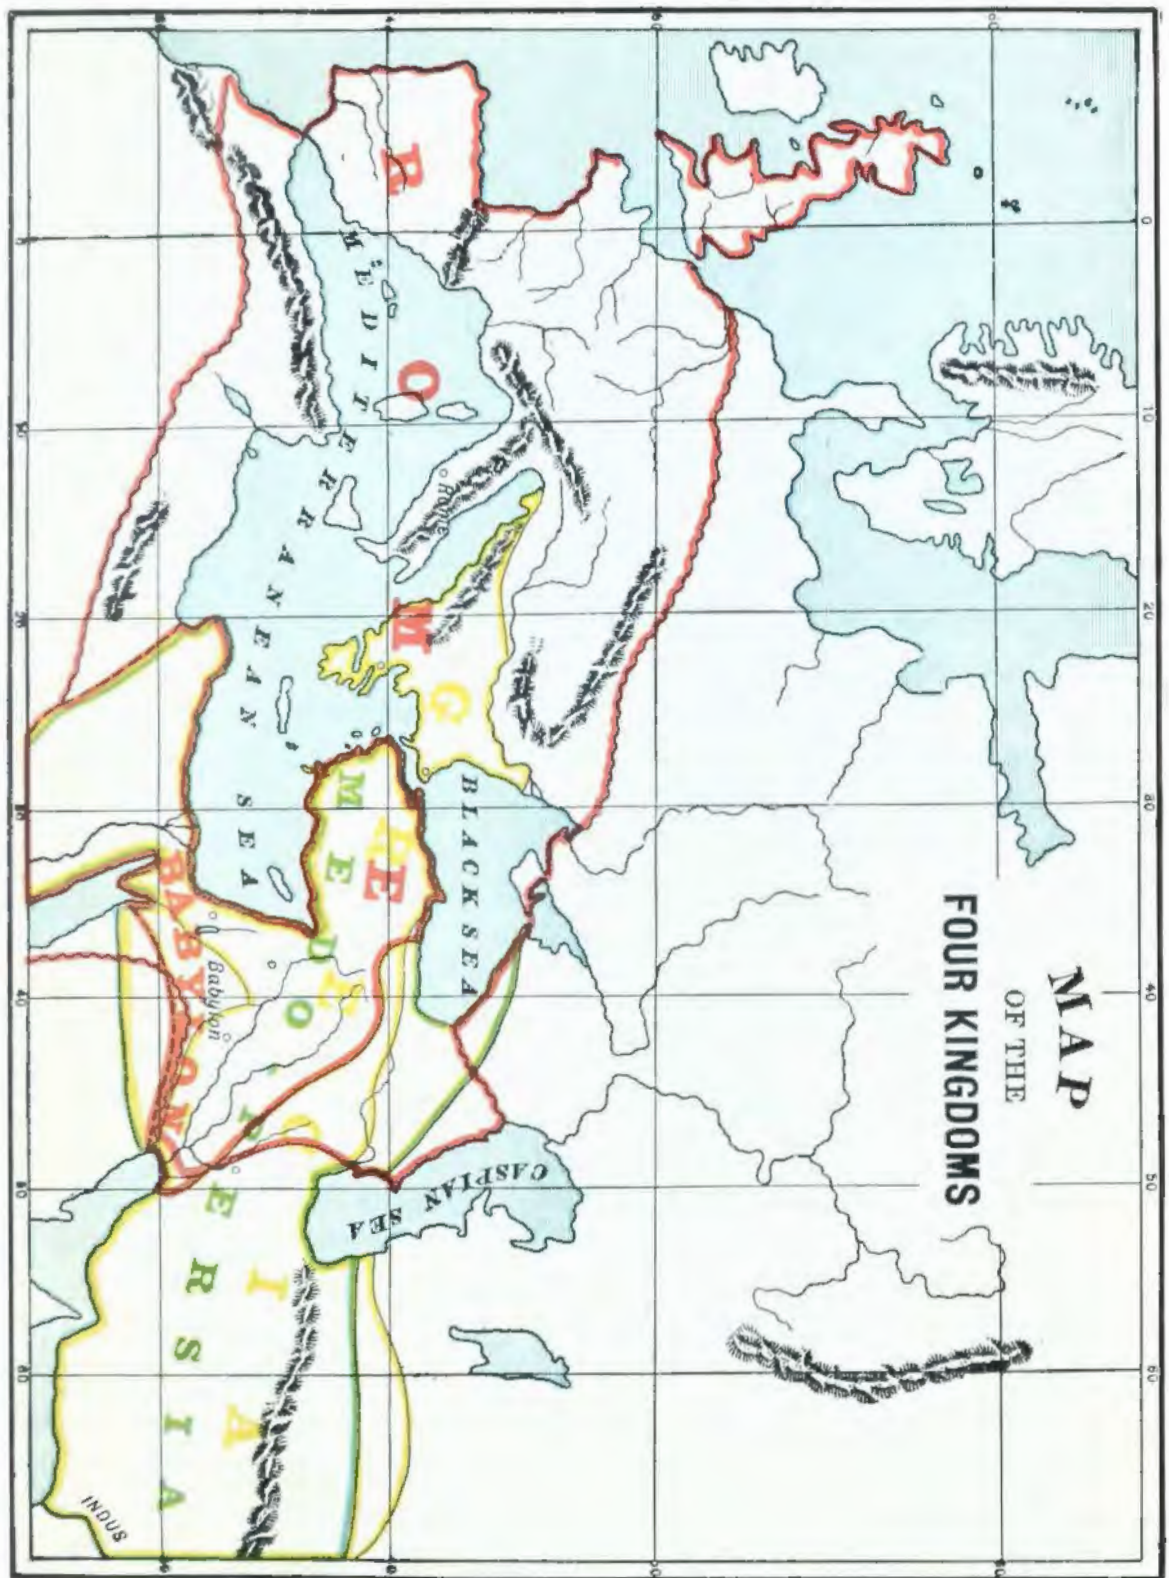 MAP
OF THE
FOUR KINGDOMS
0 10 20 30 40 50 60
ROME
MEDITERRANEAN SEA
Rome
GRECIA
BLACK SEA
CASPIAN SEA
MEDO-PERSIA
BABYLON
Babylon
INDUS